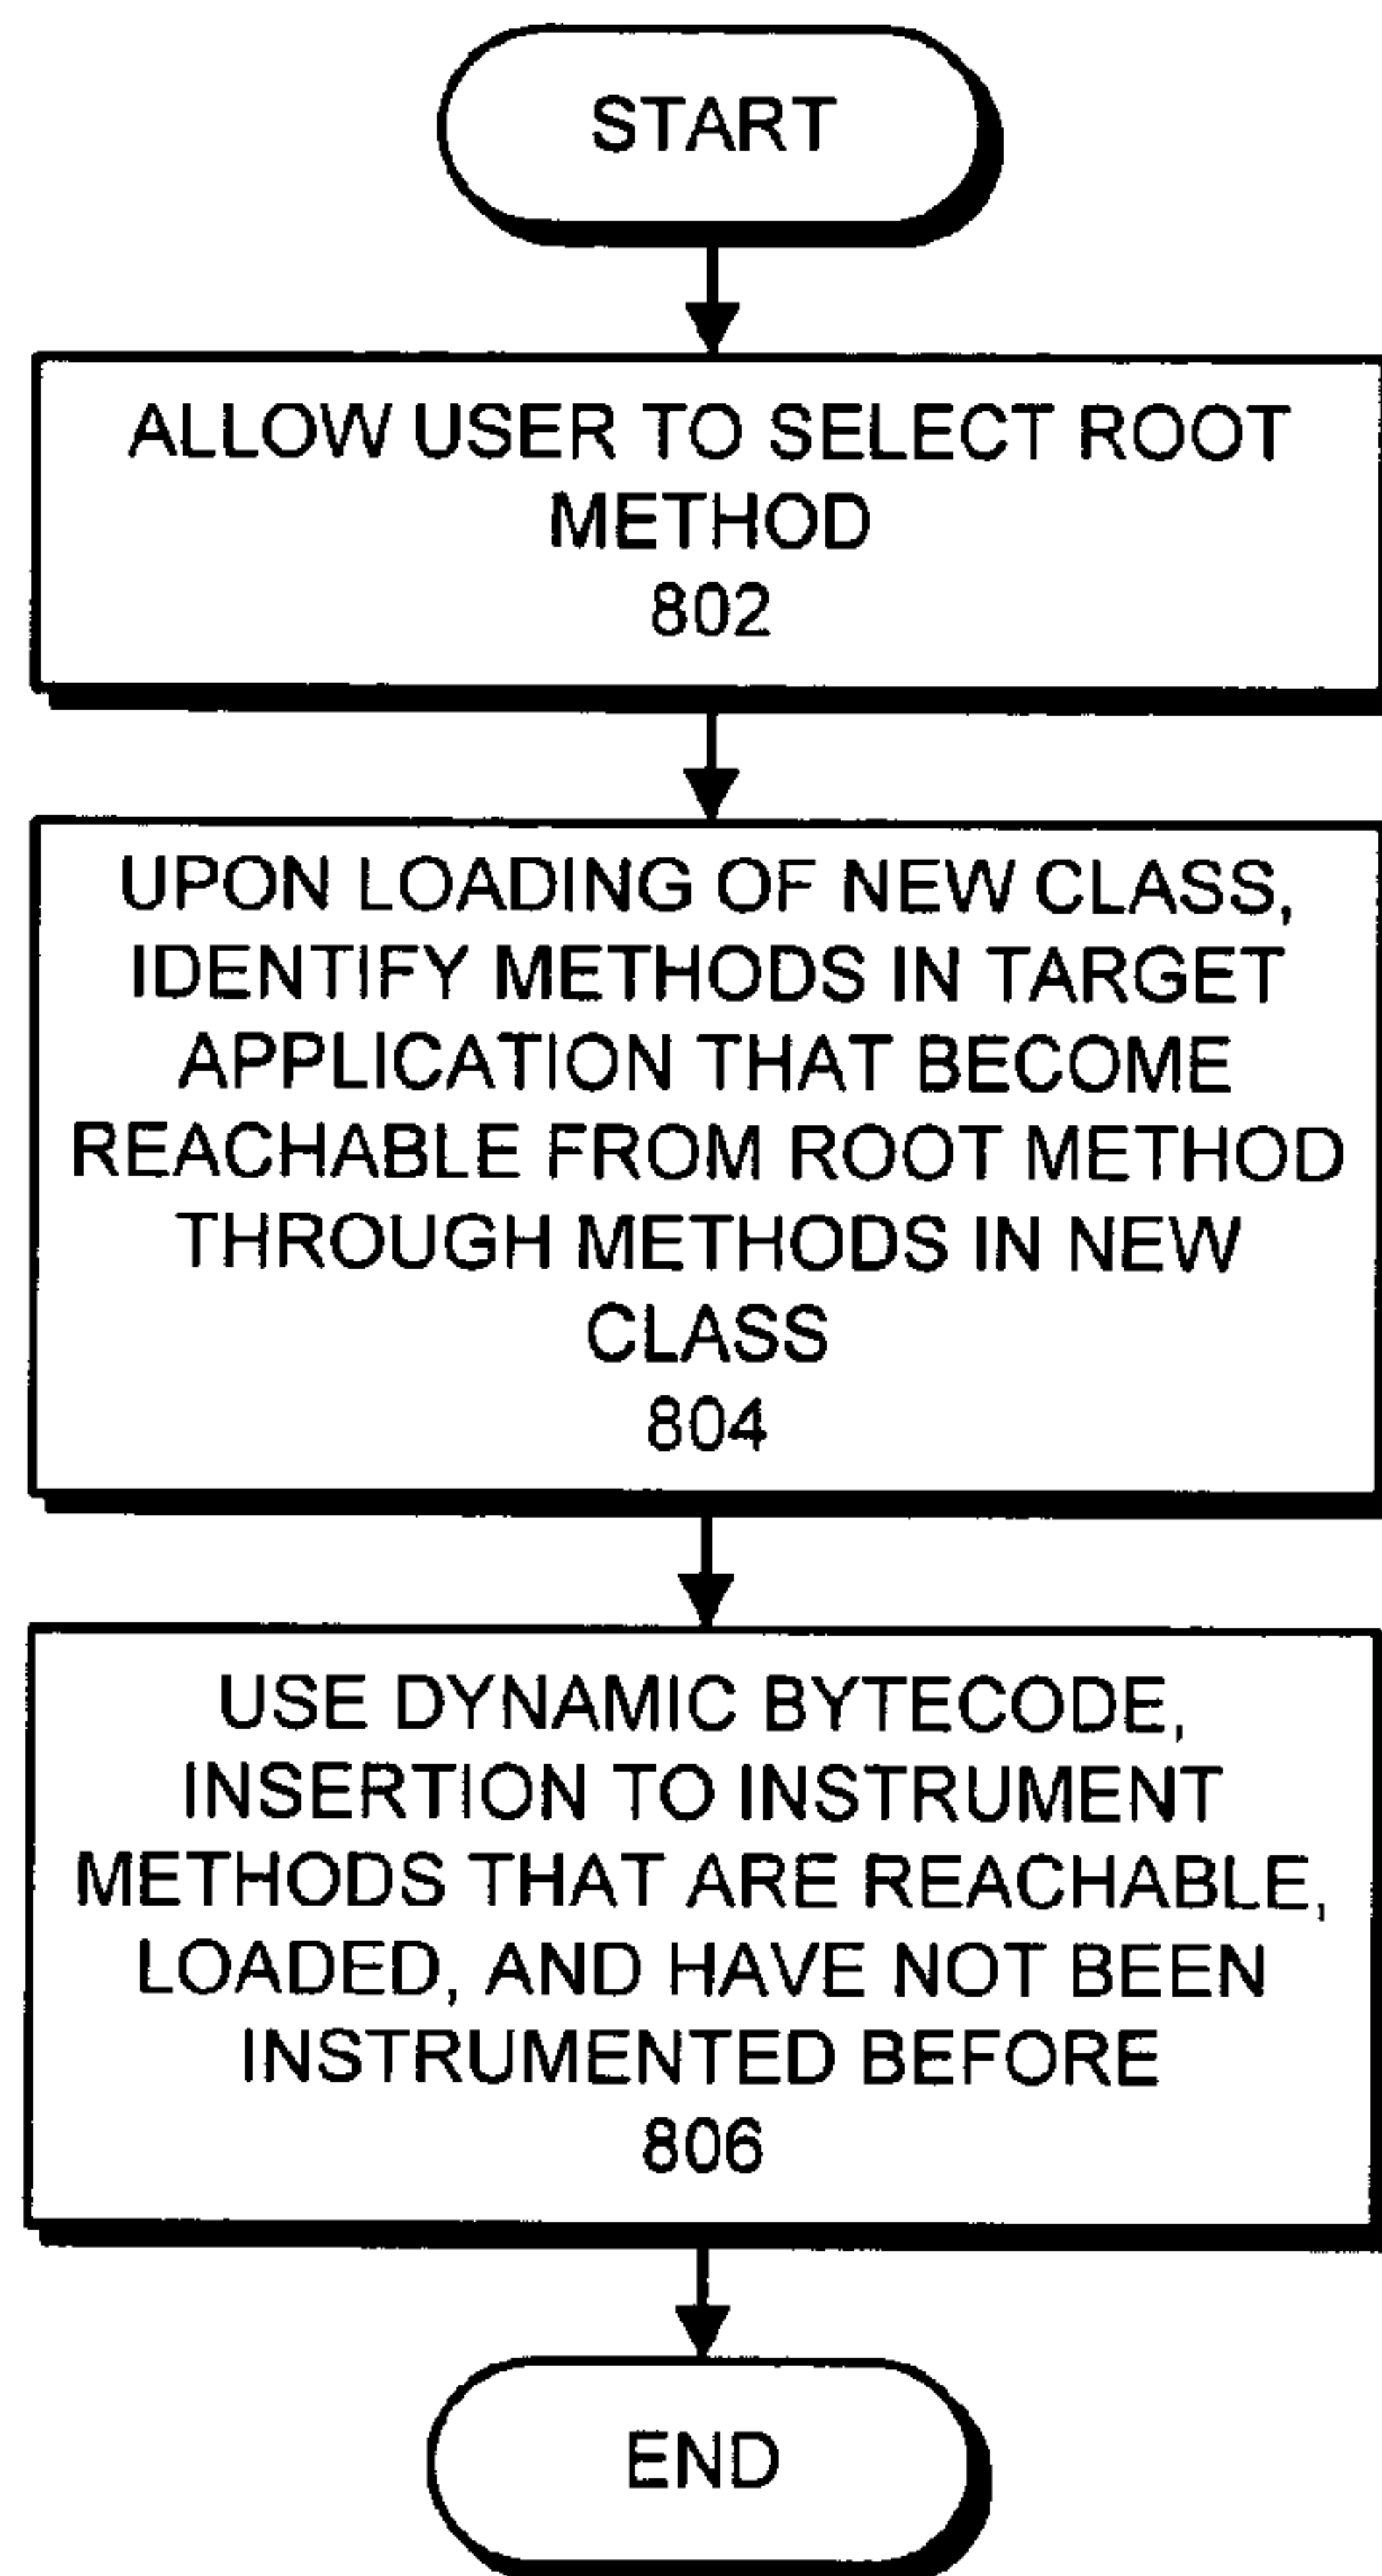 START
ALLOW USER TO SELECT ROOT
METHOD
802
UPON LOADING OF NEW CLASS,
IDENTIFY METHODS IN TARGET
APPLICATION THAT BECOME
REACHABLE FROM ROOT METHOD
THROUGH METHODS IN NEW
CLASS
804
USE DYNAMIC BYTECODE,
INSERTION TO INSTRUMENT
METHODS THAT ARE REACHABLE,
LOADED, AND HAVE NOT BEEN
INSTRUMENTED BEFORE
806
END